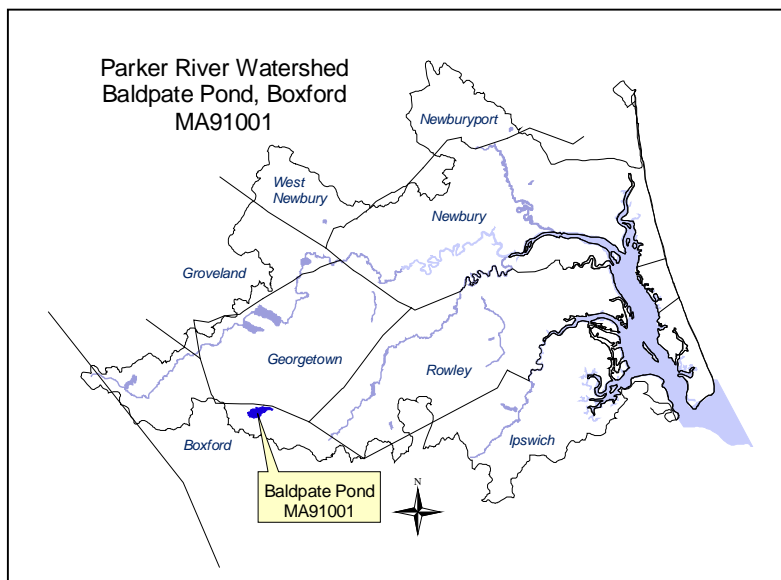 Parker River Watershed
Baldpate Pond, Boxford
MA91001
Newburyport
West
Newbury
Newbury
Groveland
Georgetown
Rowley
Boxford
Ipswich
Baldpate Pond
MA91001
N